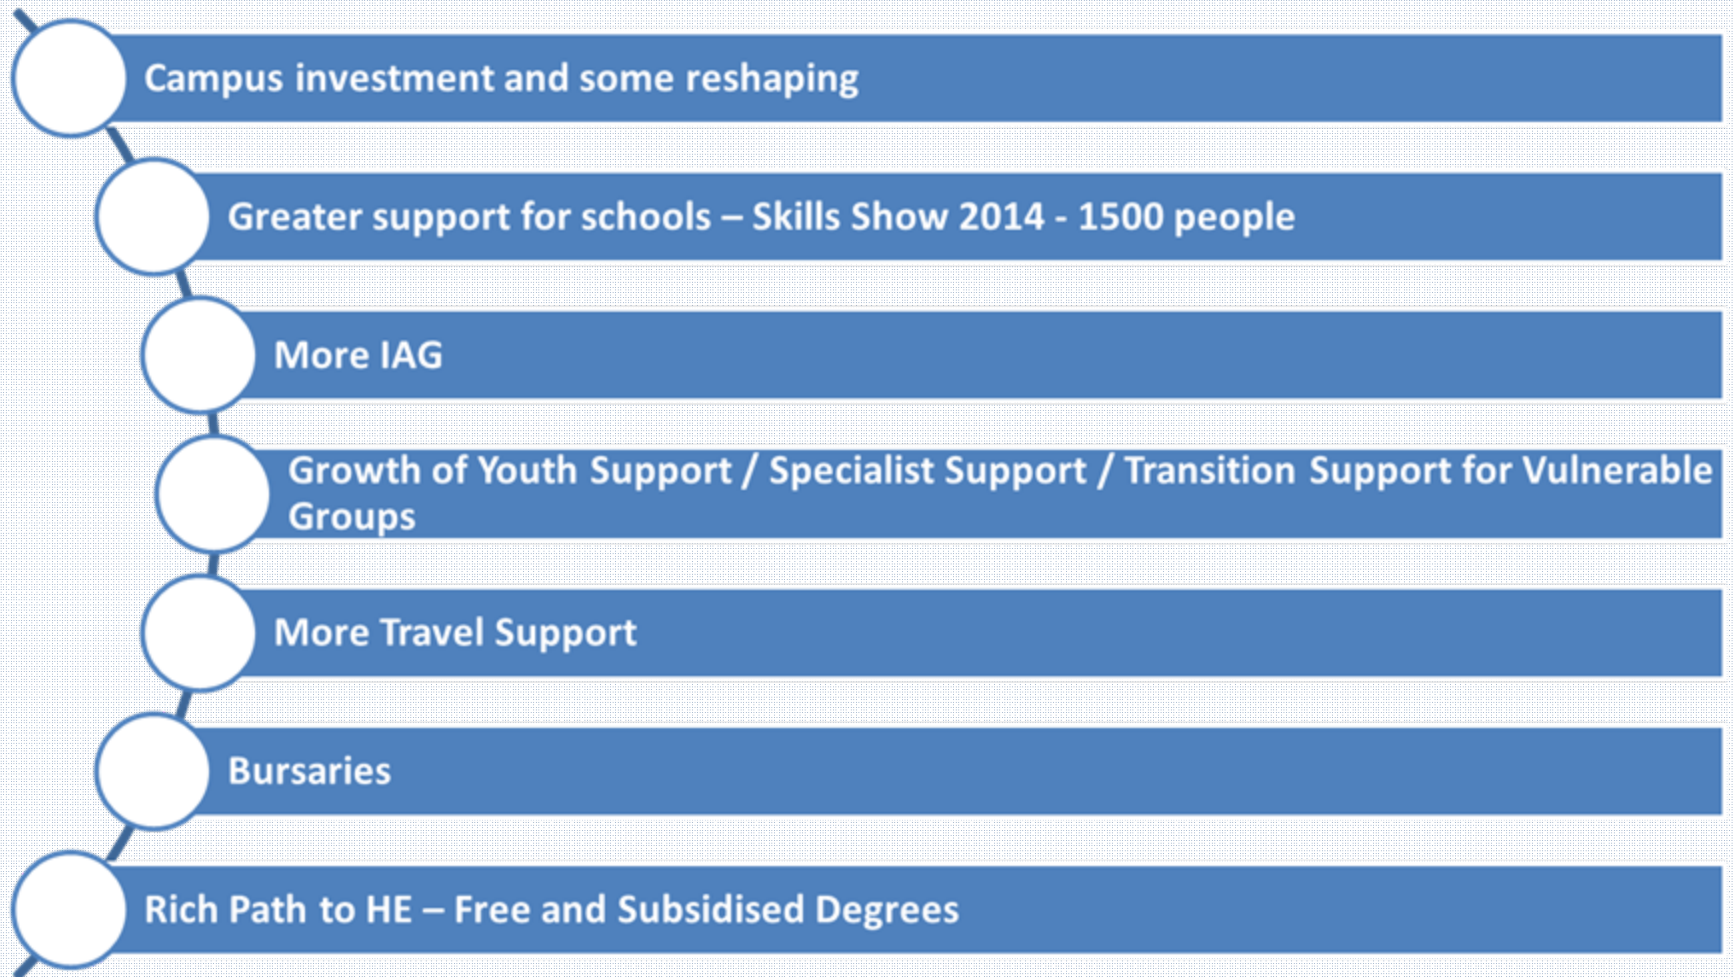 Campus investment and some reshaping
Greater support for schools – Skills Show 2014 - 1500 people
More IAG
Growth of Youth Support / Specialist Support / Transition Support for Vulnerable
Groups
More Travel Support
Bursaries
Rich Path to HE – Free and Subsidised Degrees